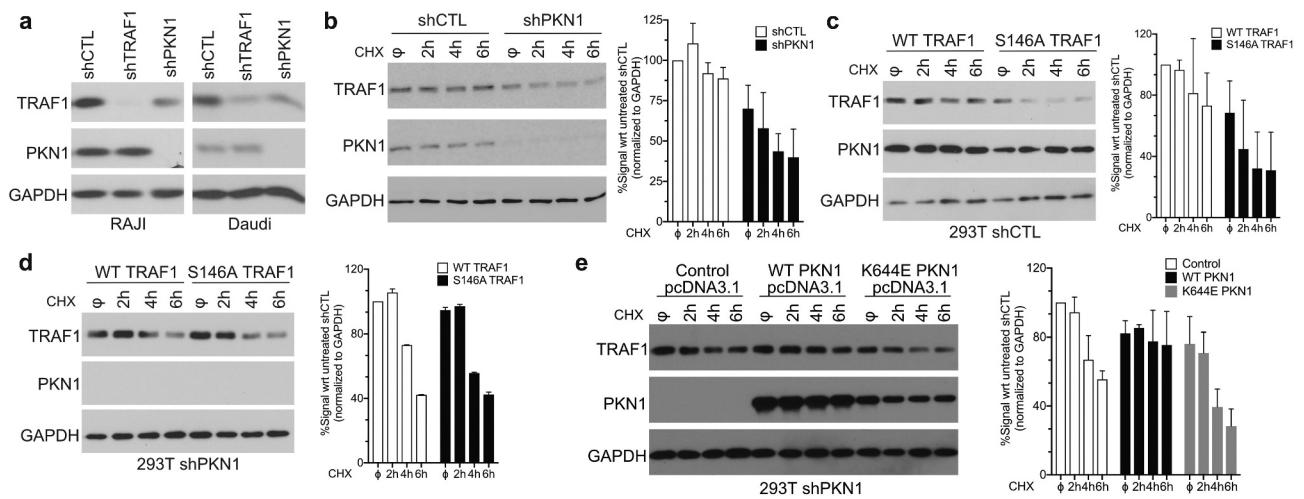 a
shCTL
shTRAF1
shPKN1
shCTL
shTRAF1
shPKN1
TRAF1
PKN1
GAPDH
RAJI
Daudi
b
shCTL
shPKN1
CHX
φ 2h 4h 6h φ 2h 4h 6h
TRAF1
PKN1
GAPDH
%Signal wrt untreated shCTL
(normalized to GAPDH)
125
100
75
50
25
0
shCTL
shPKN1
CHX ϕ 2h 4h 6h ϕ 2h 4h 6h
c
WT TRAF1
S146A TRAF1
CHX
φ 2h 4h 6h φ 2h 4h 6h
TRAF1
PKN1
GAPDH
293T shCTL
%Signal wrt untreated shCTL
(normalized to GAPDH)
120
80
40
0
WT TRAF1
S146A TRAF1
CHX ϕ 2h 4h 6h ϕ 2h 4h 6h
d
WT TRAF1
S146A TRAF1
CHX
φ 2h 4h 6h φ 2h 4h 6h
TRAF1
PKN1
GAPDH
293T shPKN1
%Signal wrt untreated shCTL
(normalized to GAPDH)
120
80
40
0
WT TRAF1
S146A TRAF1
CHX ϕ 2h 4h 6h ϕ 2h 4h 6h
e
Control
pcDNA3.1
WT PKN1
pcDNA3.1
K644E PKN1
pcDNA3.1
CHX
φ 2h 4h 6h φ 2h 4h 6h φ 2h 4h 6h
TRAF1
PKN1
GAPDH
293T shPKN1
%Signal wrt untreated shCTL
(normalized to GAPDH)
120
80
40
0
Control
WT PKN1
K644E PKN1
CHX ϕ 2h4h6h ϕ 2h4h6h ϕ 2h4h6h